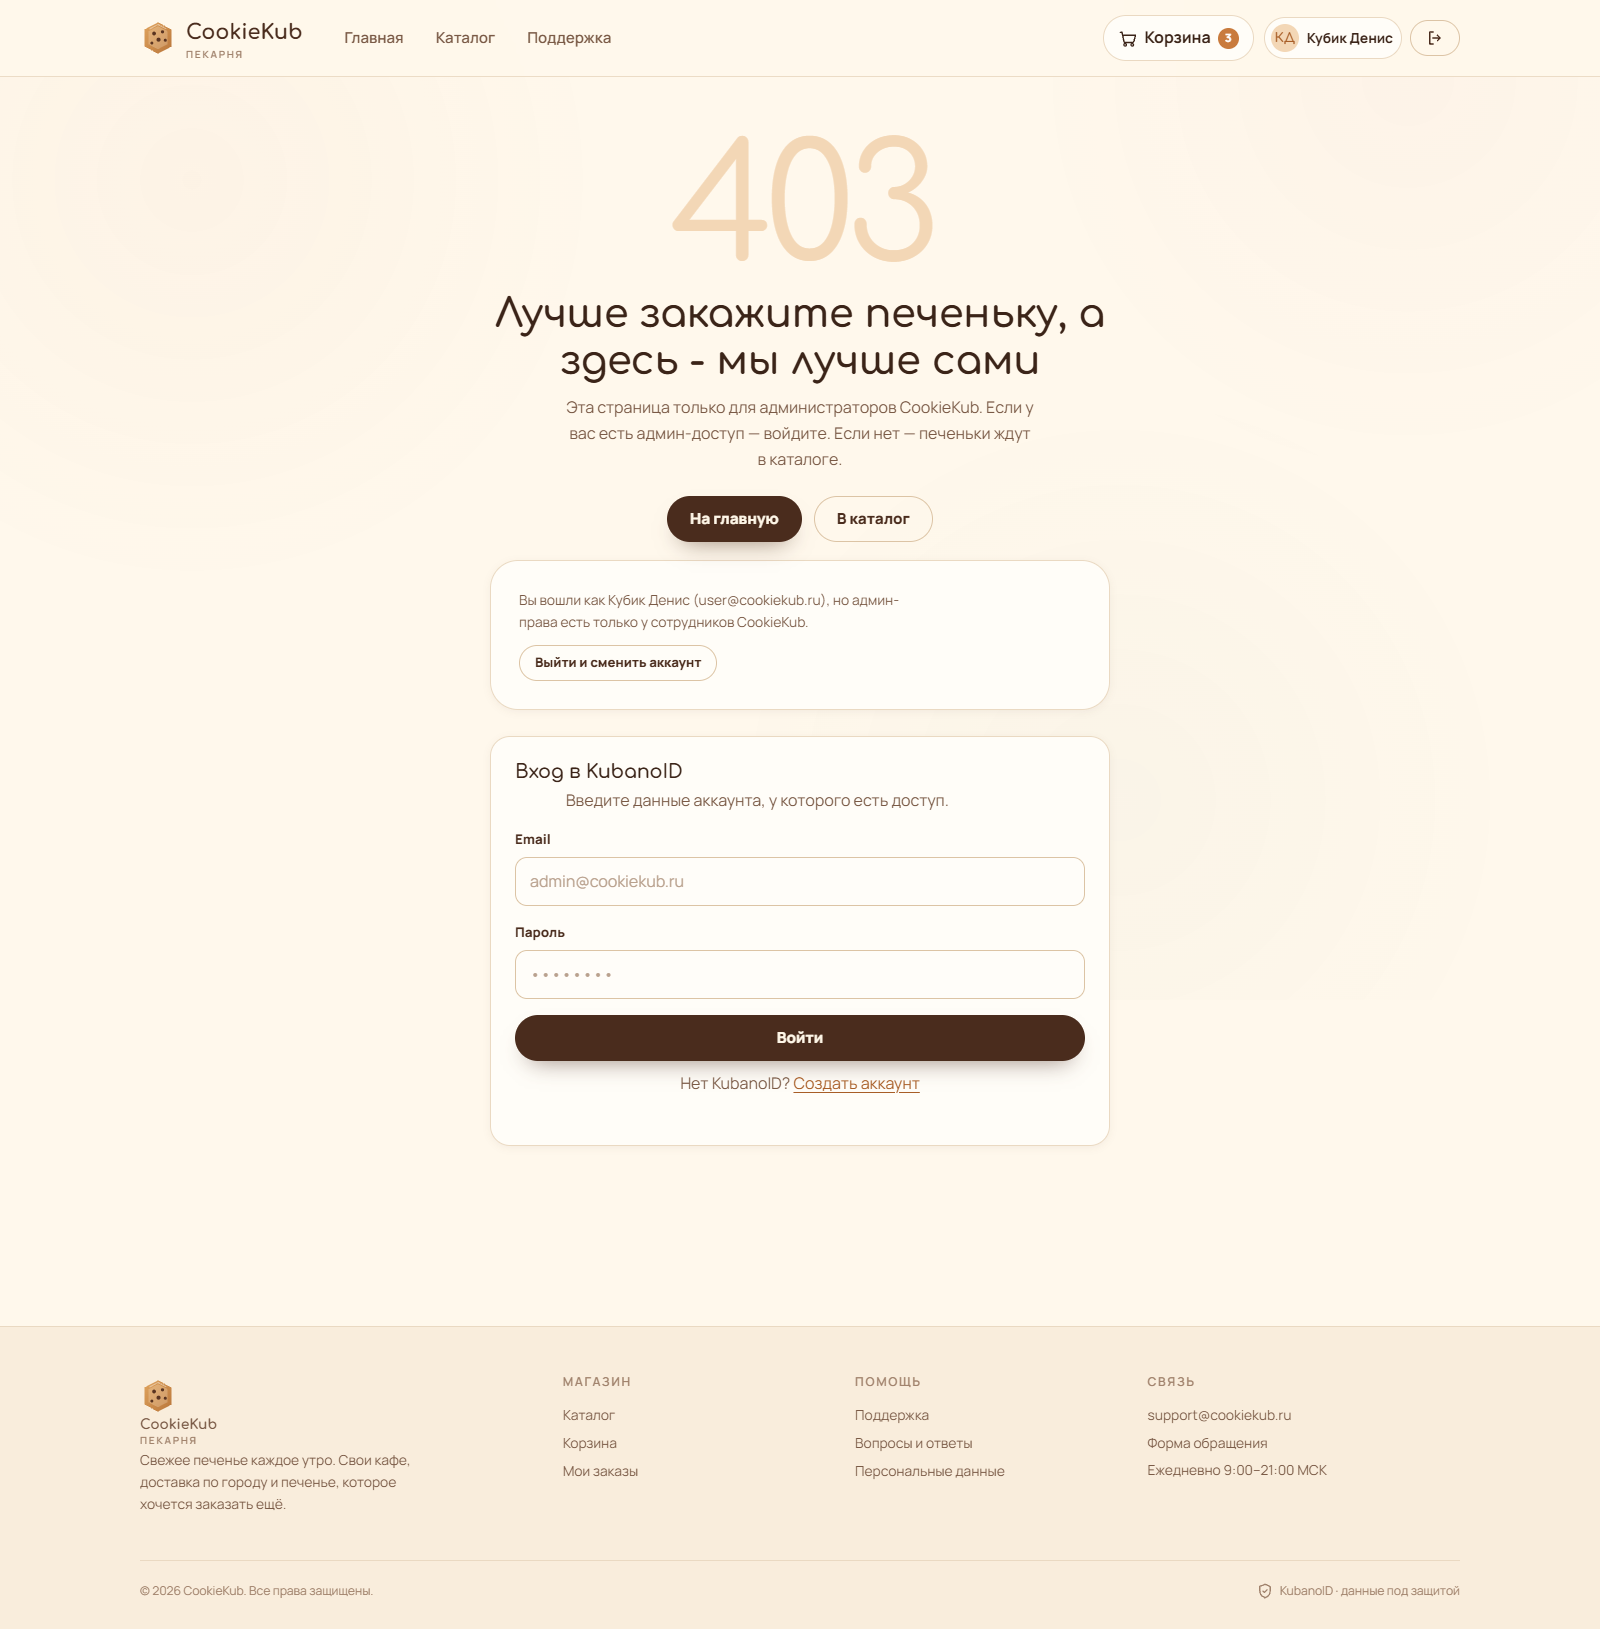 CookieKub
ПЕКАРНЯ
Главная
Каталог
Поддержка
Корзина 3
КД Кубик Денис
403
Лучше закажите печеньку, а
здесь - мы лучше сами
Эта страница только для администраторов CookieKub. Если у
вас есть админ-доступ — войдите. Если нет — печеньки ждут
в каталоге.
На главную
В каталог
Вы вошли как Кубик Денис (user@cookiekub.ru), но админ-
права есть только у сотрудников CookieKub.
Выйти и сменить аккаунт
Вход в KubanoID
Введите данные аккаунта, у которого есть доступ.
Email
admin@cookiekub.ru
Пароль
••••••••
Войти
Нет KubanoID? Создать аккаунт
CookieKub
ПЕКАРНЯ
Свежее печенье каждое утро. Свои кафе,
доставка по городу и печенье, которое
хочется заказать ещё.
МАГАЗИН
Каталог
Корзина
Мои заказы
ПОМОЩЬ
Поддержка
Вопросы и ответы
Персональные данные
СВЯЗЬ
support@cookiekub.ru
Форма обращения
Ежедневно 9:00–21:00 МСК
© 2026 CookieKub. Все права защищены.
KubanoID · данные под защитой